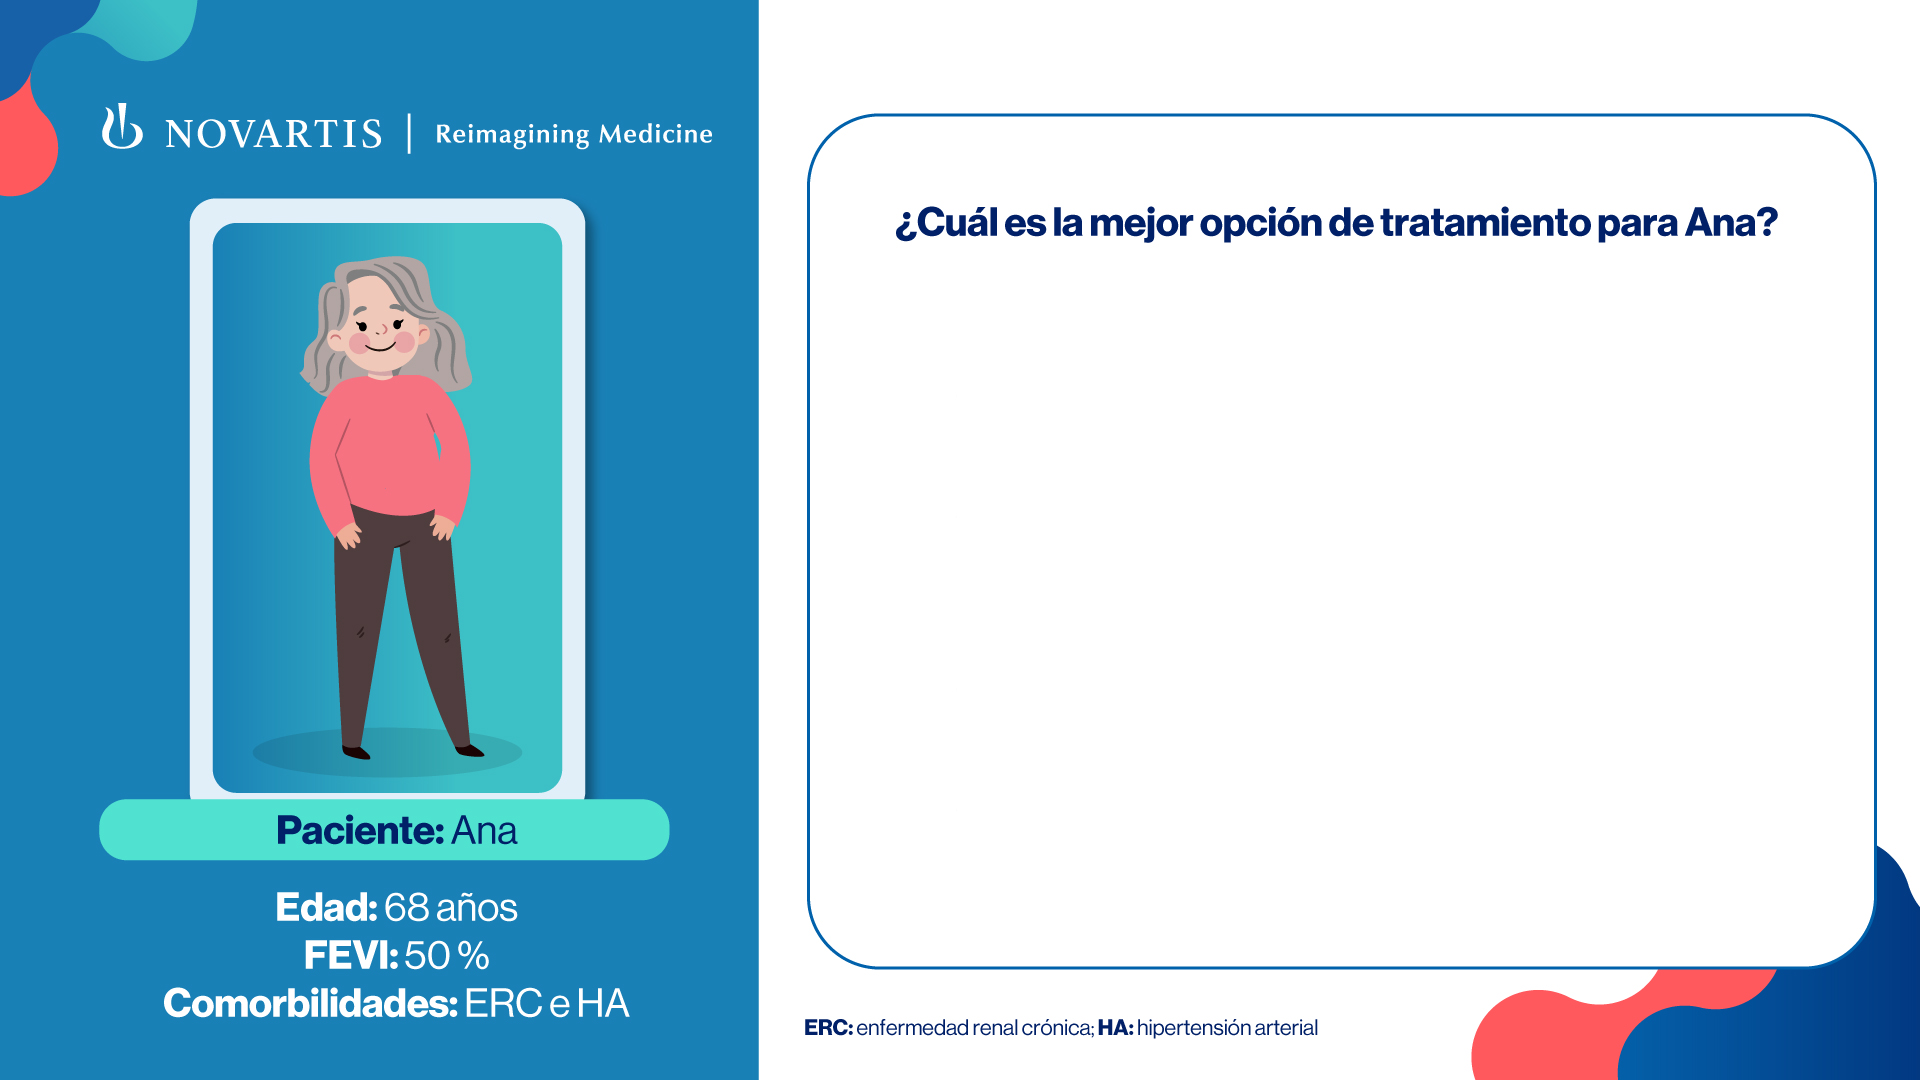 NOVARTIS | Reimagining Medicine
Paciente: Ana
Edad: 68 años
FEVI: 50 %
Comorbilidades: ERC e HA
¿Cuál es la mejor opción de tratamiento para Ana?
ERC: enfermedad renal crónica; HA: hipertensión arterial